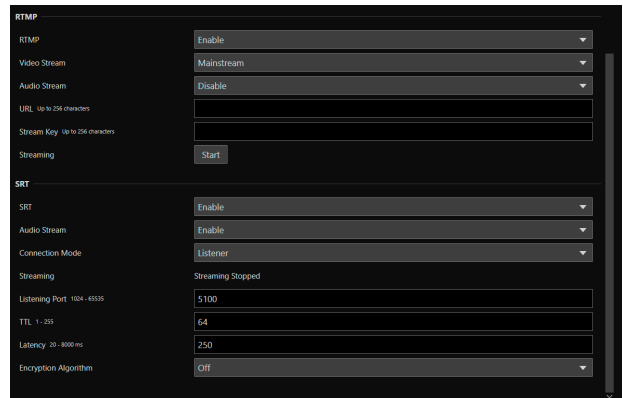 RTMP
RTMP Enable
Video Stream Mainstream
Audio Stream Disable
URL Up to 256 characters
Stream Key Up to 256 characters
Streaming Start
SRT
SRT Enable
Audio Stream Enable
Connection Mode Listener
Streaming Streaming Stopped
Listening Port 1024 - 65535 5100
TTL 1 - 255 64
Latency 20 - 8000 ms 250
Encryption Algorithm Off